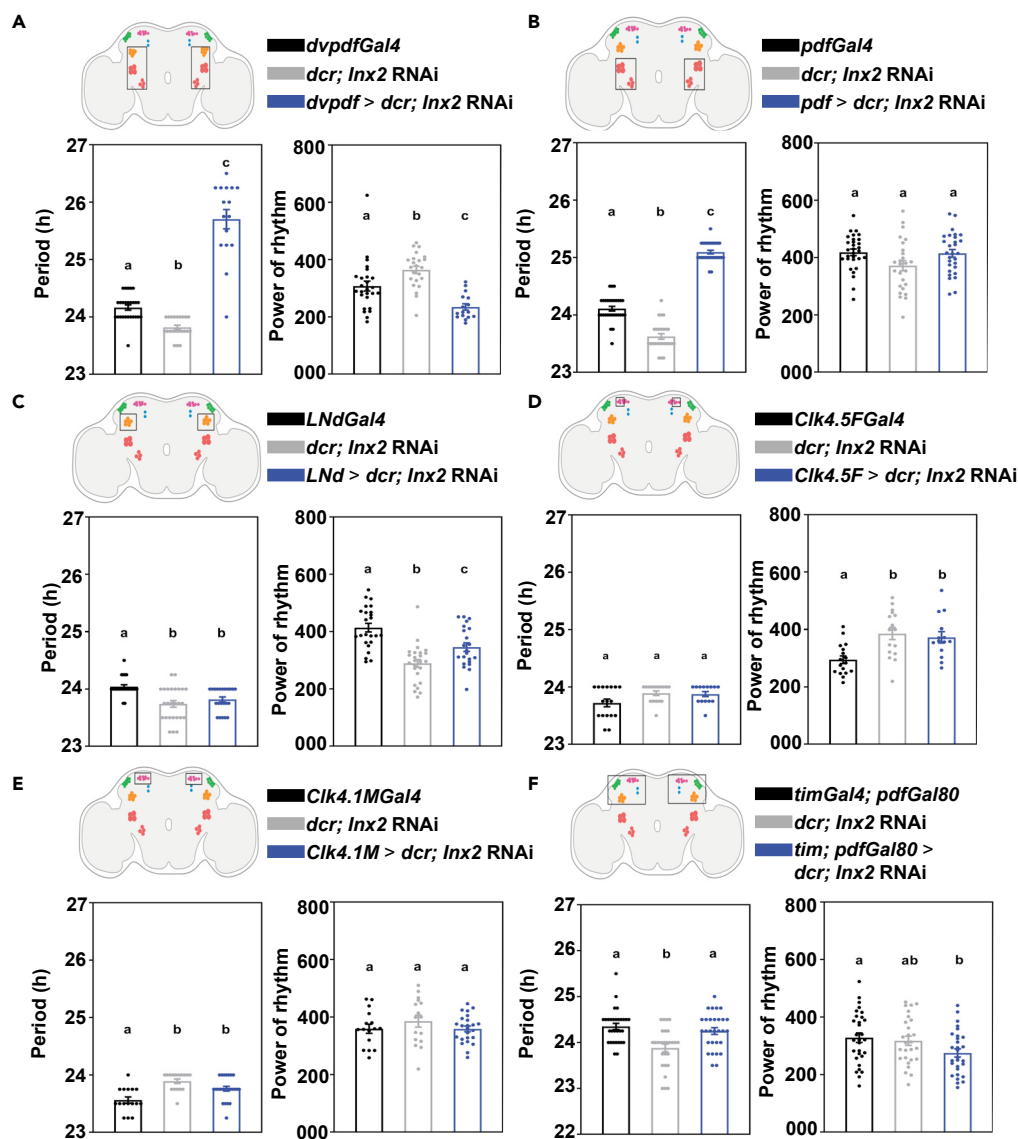 A
dvpdfGal4
dcr; Inx2 RNAi
dvpdf > dcr; Inx2 RNAi
Period (h)
27
26
25
24
23
a
b
c
Power of rhythm
800
600
400
200
000
a
b
c
B
pdfGal4
dcr; Inx2 RNAi
pdf > dcr; Inx2 RNAi
Period (h)
27
26
25
24
23
a
b
c
Power of rhythm
800
600
400
200
000
a
a
a
C
LNdGal4
dcr; Inx2 RNAi
LNd > dcr; Inx2 RNAi
Period (h)
27
26
25
24
23
a
b
b
Power of rhythm
800
600
400
200
000
a
b
c
D
Clk4.5FGal4
dcr; Inx2 RNAi
Clk4.5F > dcr; Inx2 RNAi
Period (h)
27
26
25
24
23
a
a
a
Power of rhythm
800
600
400
200
000
a
b
b
E
Clk4.1MGal4
dcr; Inx2 RNAi
Clk4.1M > dcr; Inx2 RNAi
Period (h)
27
26
25
24
23
a
b
b
Power of rhythm
800
600
400
200
000
a
a
a
F
timGal4; pdfGal80
dcr; Inx2 RNAi
tim; pdfGal80 >
dcr; Inx2 RNAi
Period (h)
27
26
25
24
23
22
a
b
a
Power of rhythm
800
600
400
200
000
a
ab
b